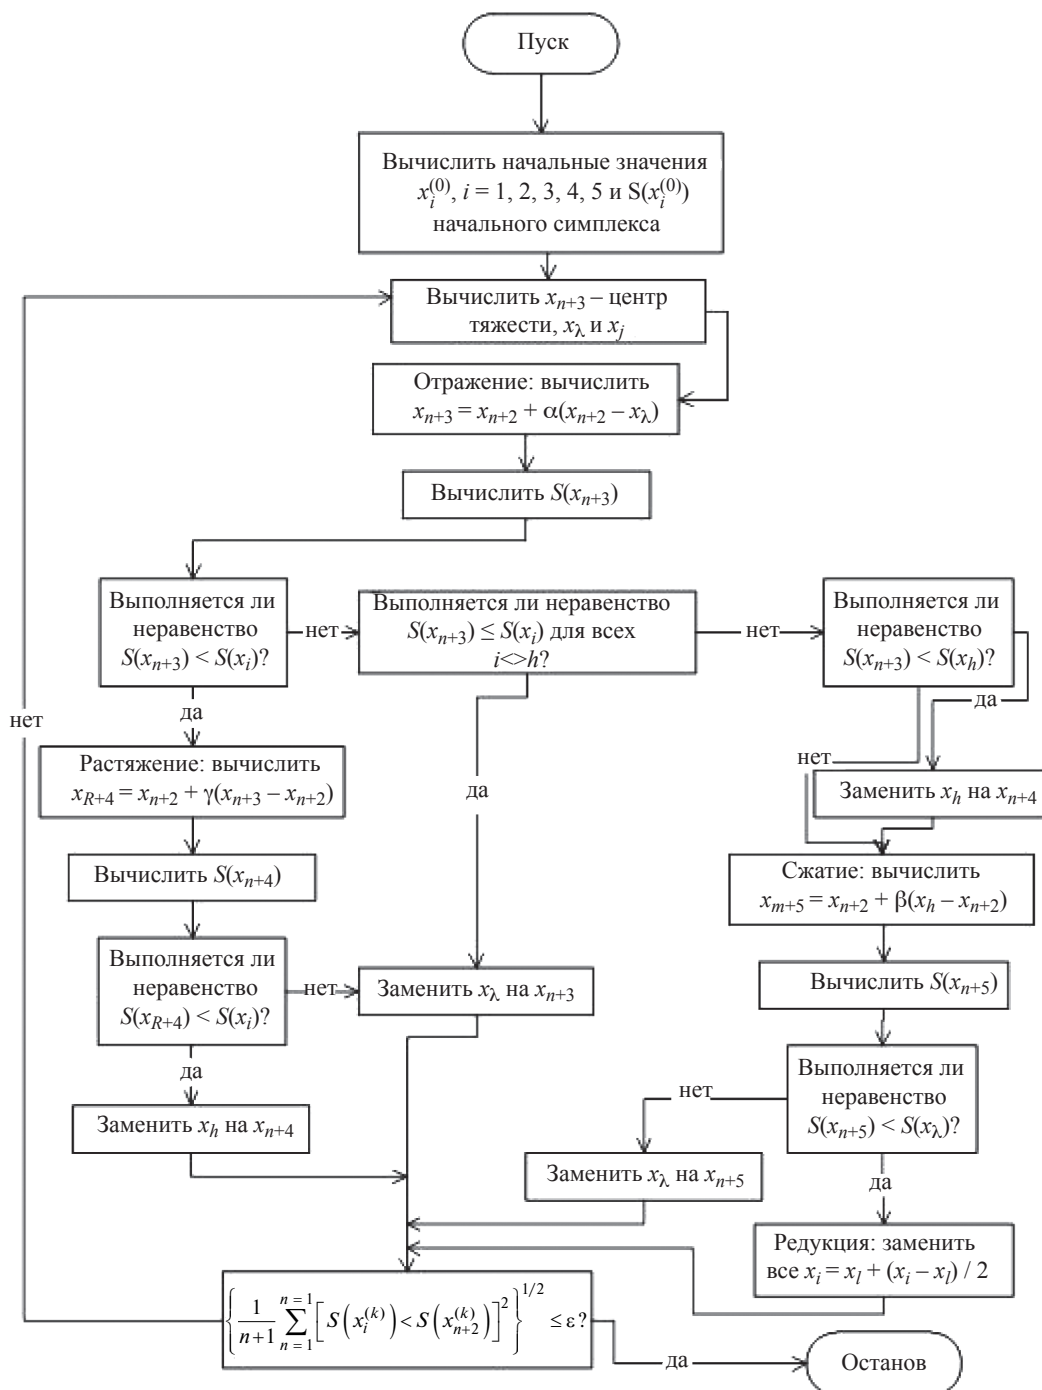 Пуск
Вычислить начальные значения
x_i^(0), i = 1, 2, 3, 4, 5 и S(x_i^(0))
начального симплекса
Вычислить x_{n+3} – центр
тяжести, x_λ и x_j
Отражение: вычислить
x_{n+3} = x_{n+2} + α(x_{n+2} – x_λ)
Вычислить S(x_{n+3})
Выполняется ли
неравенство
S(x_{n+3}) < S(x_i)?
нет
Выполняется ли неравенство
S(x_{n+3}) ≤ S(x_i) для всех
i<>h?
нет
Выполняется ли
неравенство
S(x_{n+3}) < S(x_h)?
нет
да
да
нет
да
Растяжение: вычислить
x_{R+4} = x_{n+2} + γ(x_{n+3} – x_{n+2})
Заменить x_h на x_{n+4}
Вычислить S(x_{n+4})
Сжатие: вычислить
x_{m+5} = x_{n+2} + β(x_h – x_{n+2})
Выполняется ли
неравенство
S(x_{R+4}) < S(x_i)?
нет
Заменить x_λ на x_{n+3}
Вычислить S(x_{n+5})
да
Выполняется ли
неравенство
S(x_{n+5}) < S(x_λ)?
нет
Заменить x_h на x_{n+4}
Заменить x_λ на x_{n+5}
да
Редукция: заменить
все x_i = x_l + (x_i – x_l) / 2
{1/(n+1) ∑_{n = 1}^{n = 1} [S(x_i^(k)) < S(x_{n+2}^(k))]^2}^{1/2} ≤ ε?
да
Останов